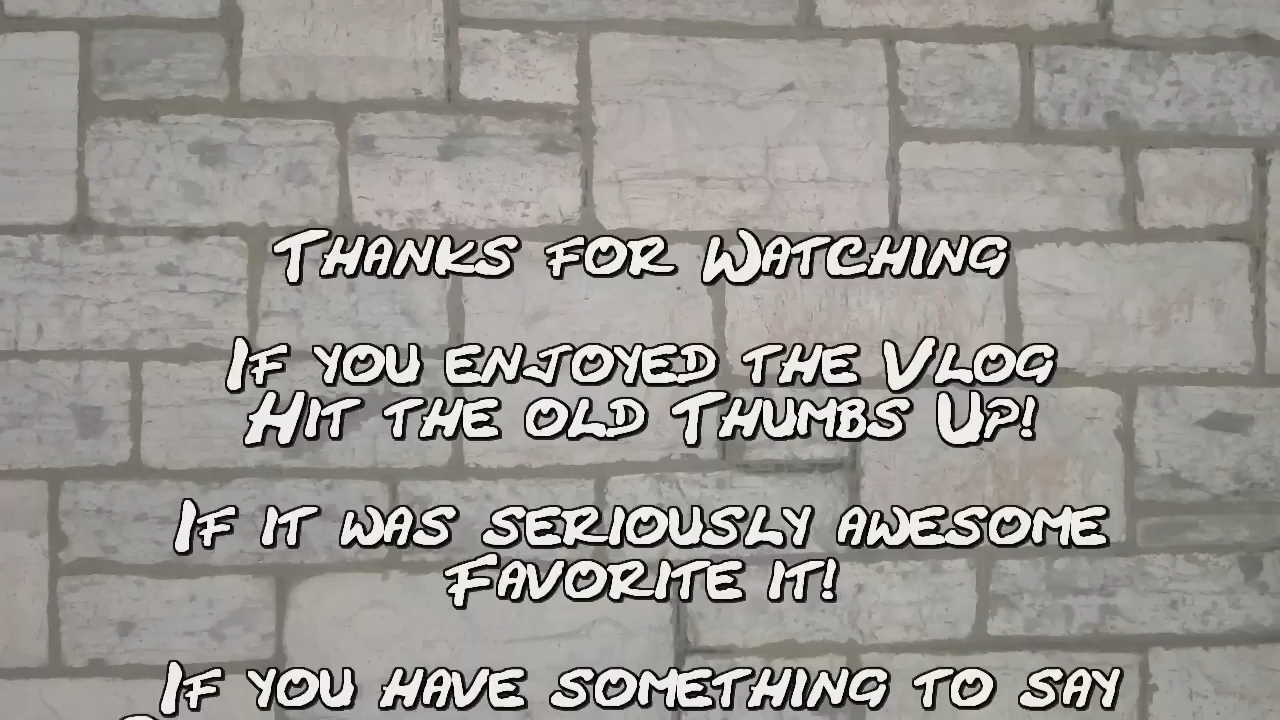 Thanks for Watching
If you enjoyed the Vlog
Hit the old Thumbs Up!
If it was seriously awesome
Favorite it!
If you have something to say